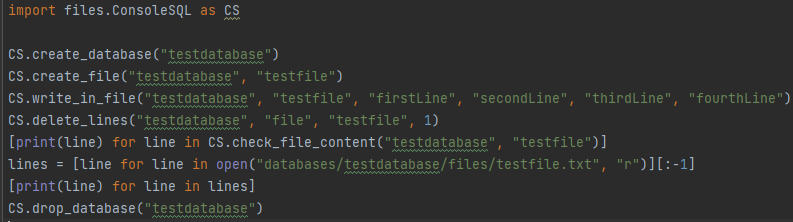 import files.ConsoleSQL as CS
CS.create_database("testdatabase")
CS.create_file("testdatabase", "testfile")
CS.write_in_file("testdatabase", "testfile", "firstLine", "secondLine", "thirdLine", "fourthLine")
CS.delete_lines("testdatabase", "file", "testfile", 1)
[print(line) for line in CS.check_file_content("testdatabase", "testfile")]
lines = [line for line in open("databases/testdatabase/files/testfile.txt", "r")][:-1]
[print(line) for line in lines]
CS.drop_database("testdatabase")